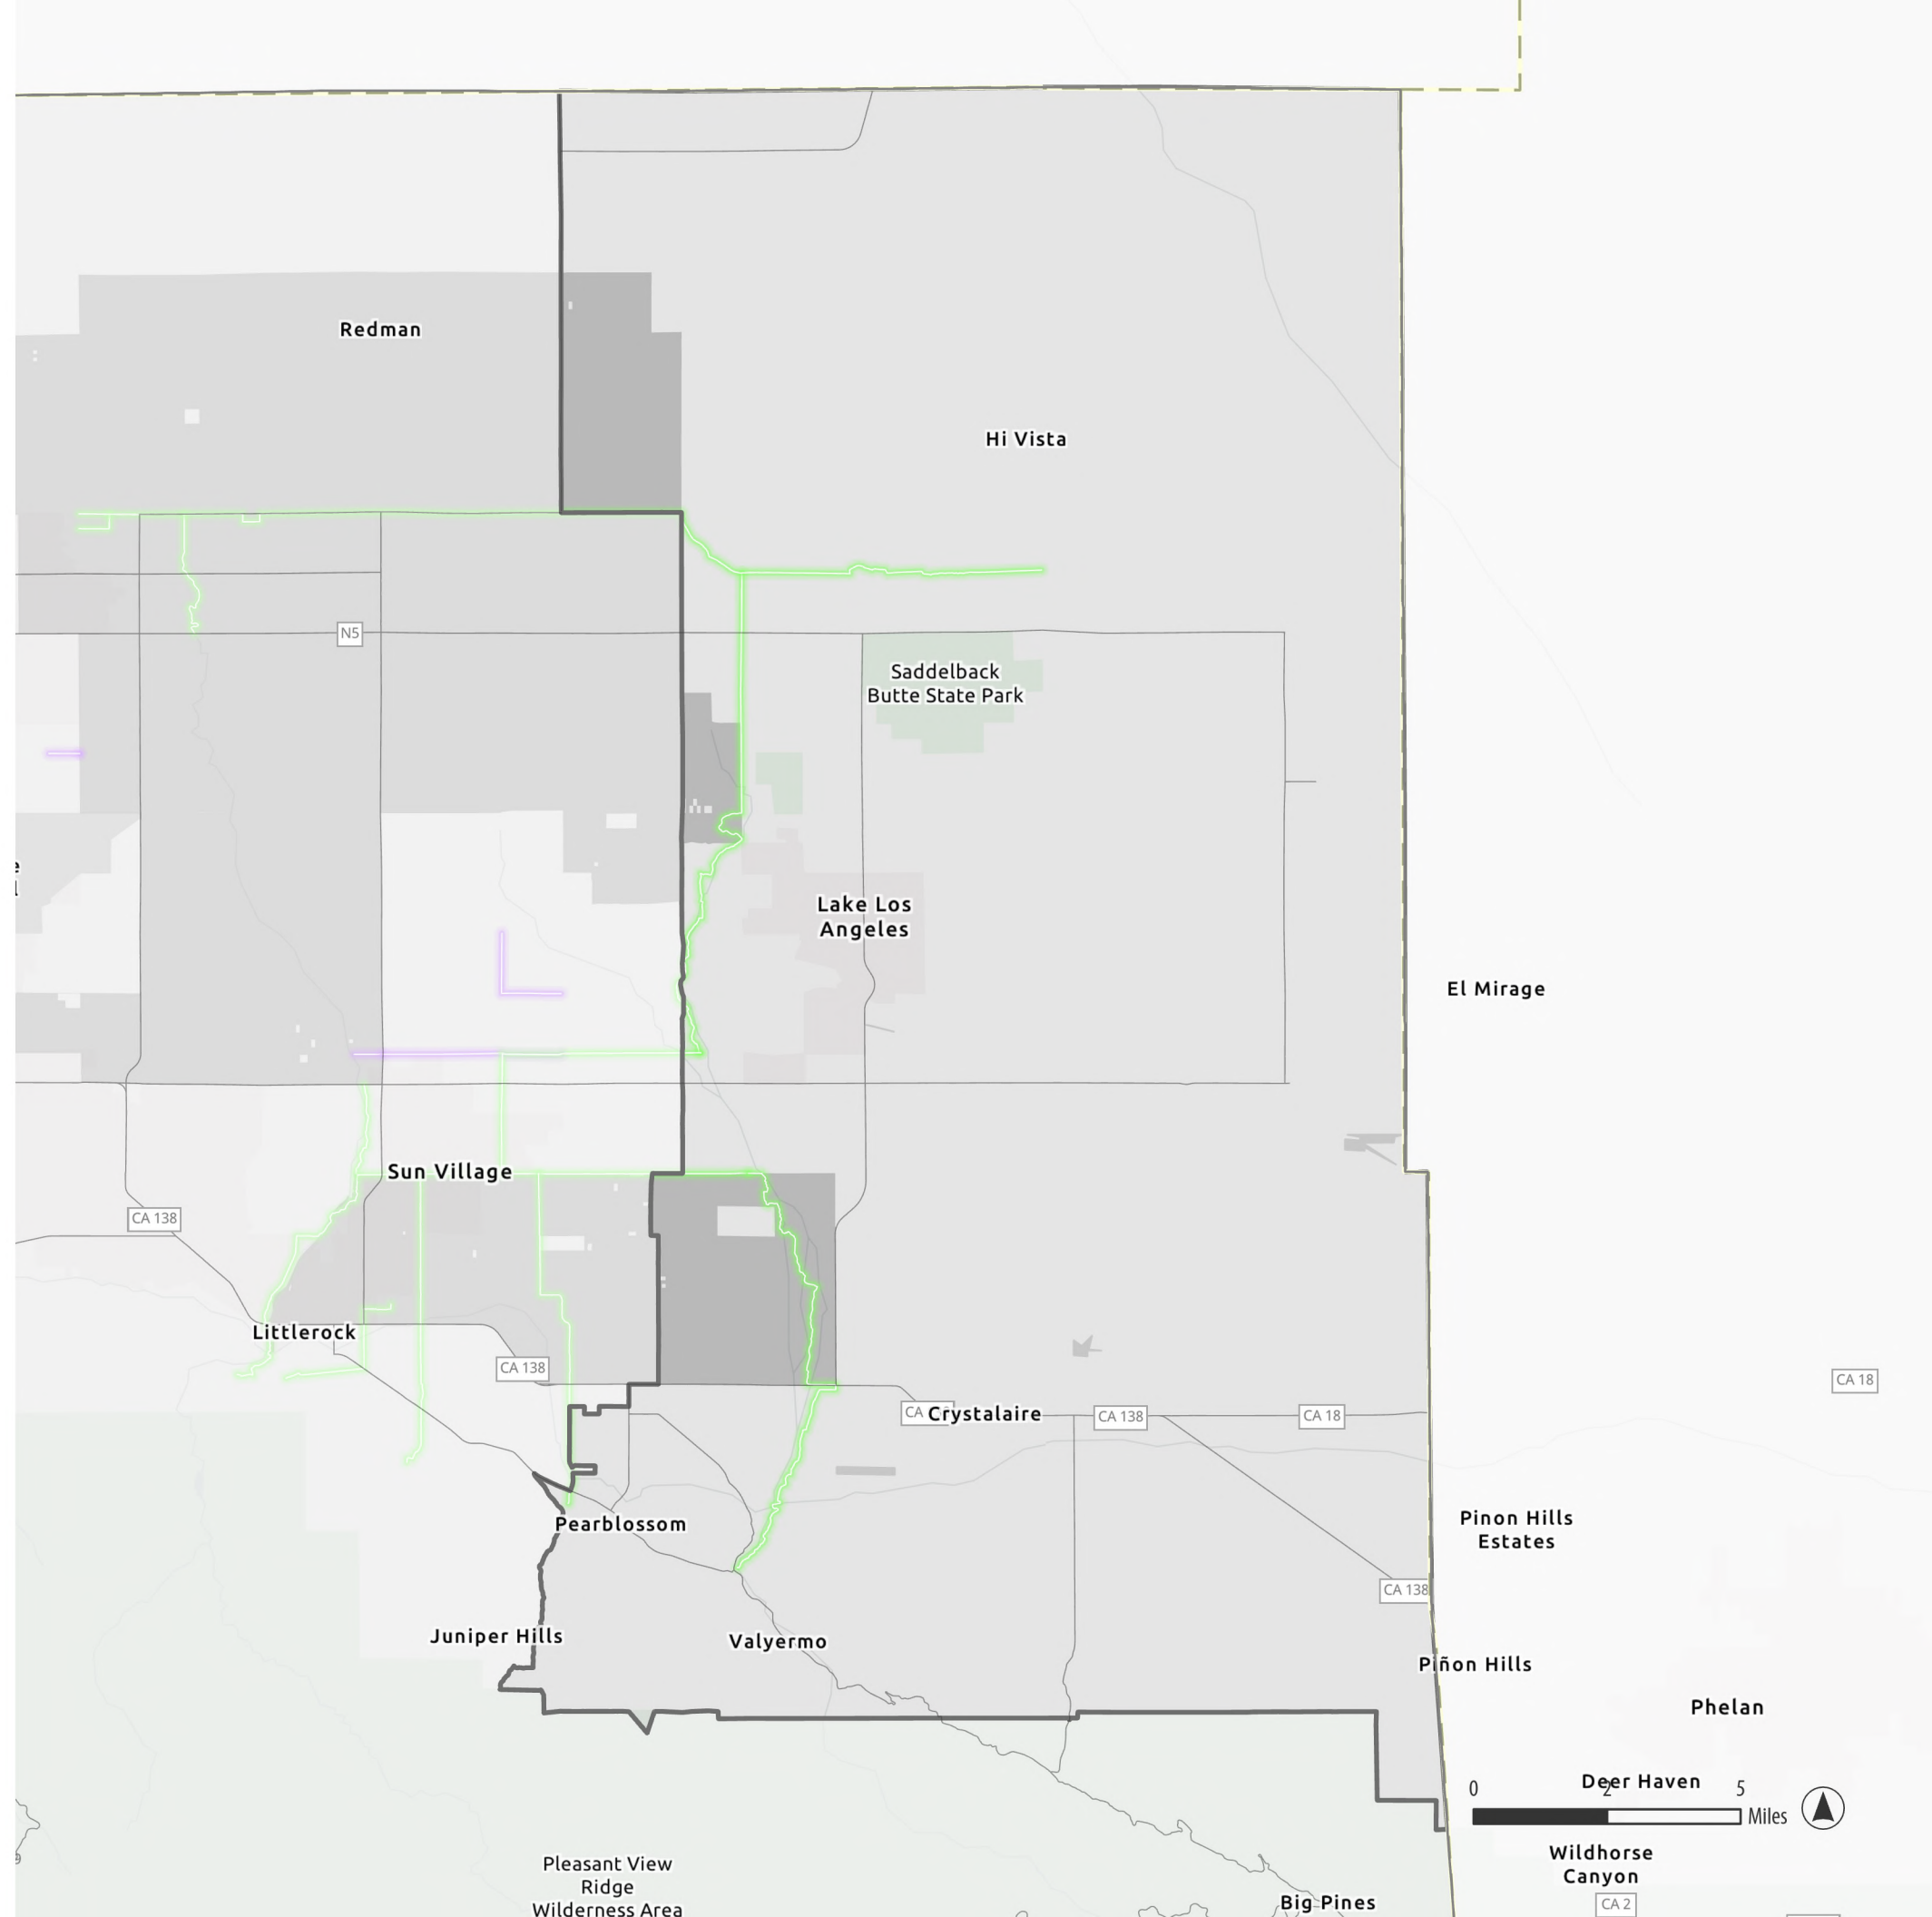 Redman
Hi Vista
N5
Saddelback
Butte State Park
Lake Los
Angeles
El Mirage
Sun Village
CA 138
Littlerock
CA 138
CA 18
CA
Crystalaire
CA 138
CA 18
Pinon Hills
Estates
Pearblossom
CA 138
Juniper Hills
Valyermo
Piñon Hills
Phelan
Deer Haven
0 2 5
Miles
Wildhorse
Canyon
Pleasant View
Ridge
Wilderness Area
Big Pines
CA 2